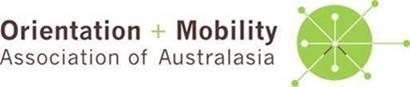 Orientation + Mobility
Association of Australasia